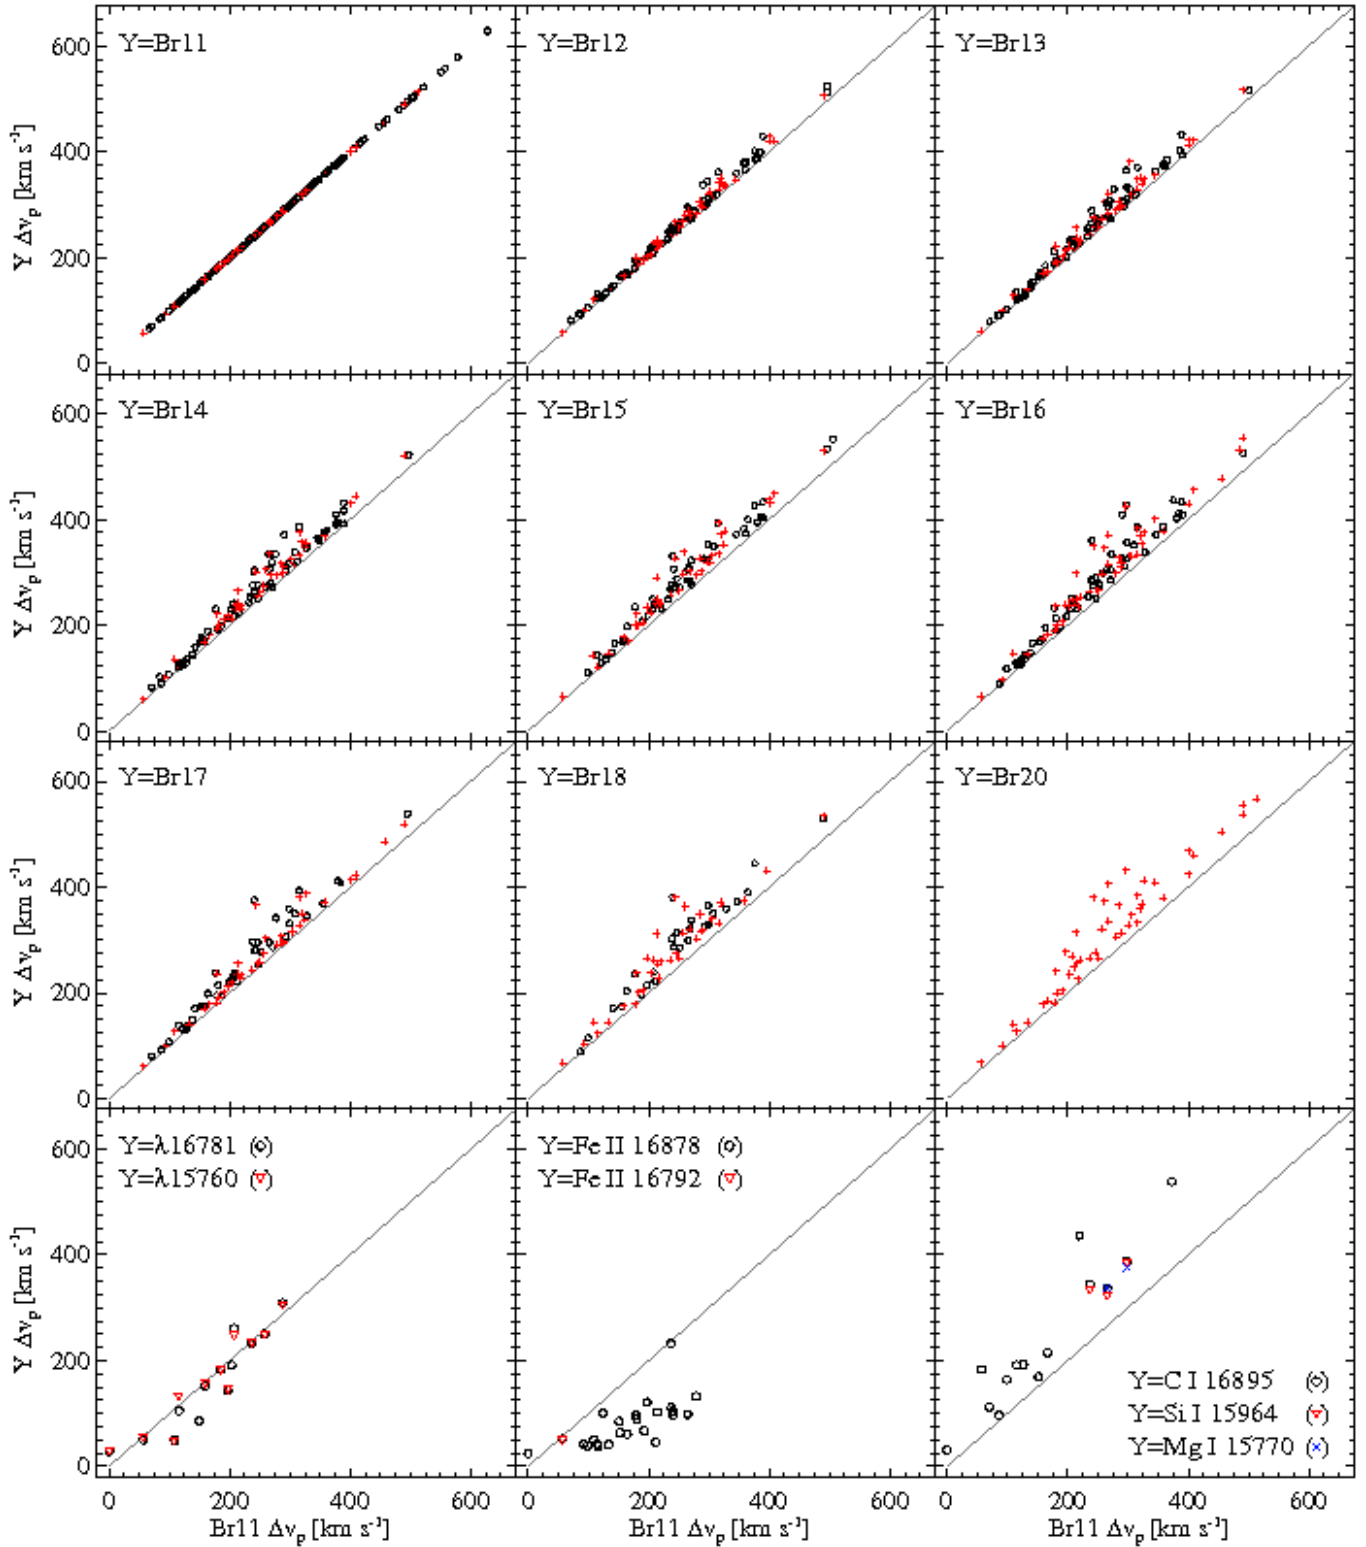 Y=Br11
Y=Br12
Y=Br13
600
400
200
0
Y Δv_p [km s⁻¹]
Y=Br14
Y=Br15
Y=Br16
600
400
200
0
Y Δv_p [km s⁻¹]
Y=Br17
Y=Br18
Y=Br20
600
400
200
0
Y Δv_p [km s⁻¹]
Y=λ16781 (○)
Y=λ15760 (▽)
Y=Fe II 16878 (○)
Y=Fe II 16792 (▽)
Y=C I 16895 (○)
Y=Si I 15964 (▽)
Y=Mg I 15770 (×)
600
400
200
0
Y Δv_p [km s⁻¹]
0 200 400 600
0 200 400 600
0 200 400 600
Br11 Δv_p [km s⁻¹]
Br11 Δv_p [km s⁻¹]
Br11 Δv_p [km s⁻¹]